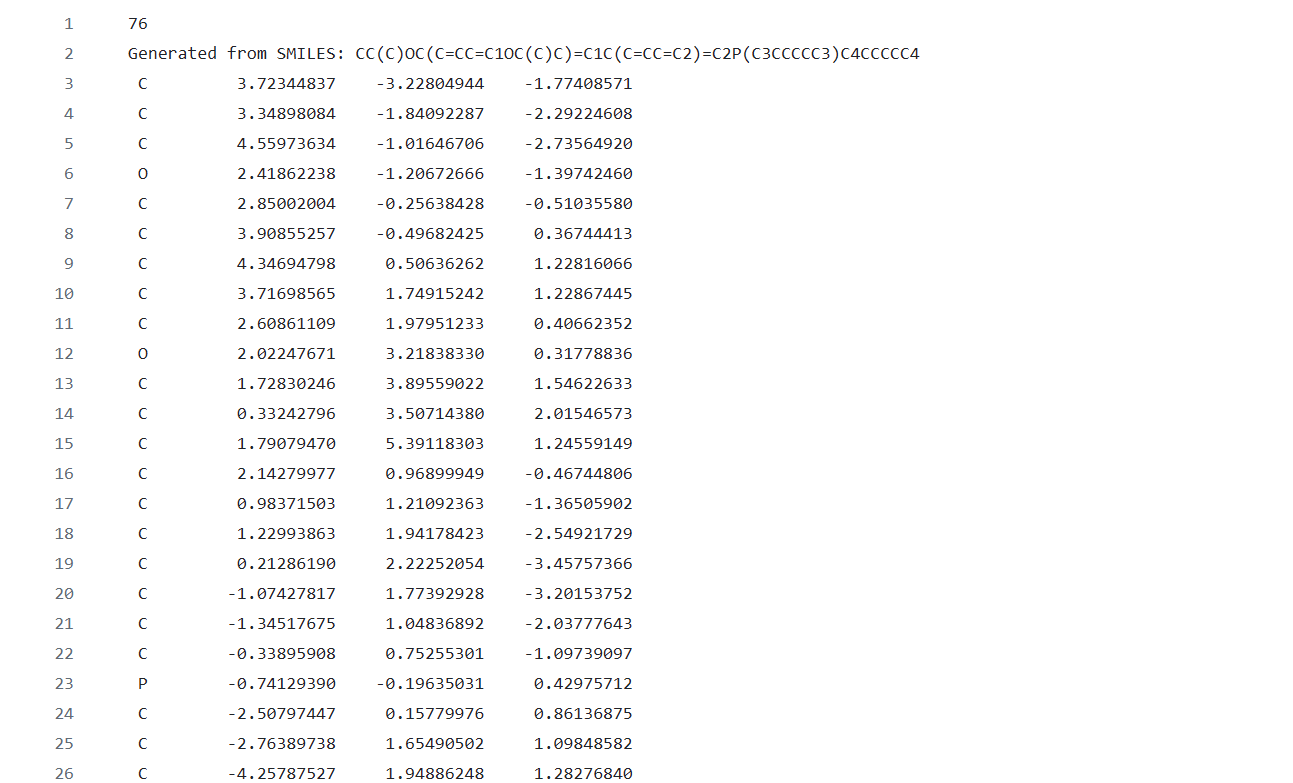 1 76
2 Generated from SMILES: CC(C)OC(C=CC=C1OC(C)C)=C1C(C=CC=C2)=C2P(C3CCCCC3)C4CCCCC4
3 C 3.72344837 -3.22804944 -1.77408571
4 C 3.34898084 -1.84092287 -2.29224608
5 C 4.55973634 -1.01646706 -2.73564920
6 O 2.41862238 -1.20672666 -1.39742460
7 C 2.85002004 -0.25638428 -0.51035580
8 C 3.90855257 -0.49682425 0.36744413
9 C 4.34694798 0.50636262 1.22816066
10 C 3.71698565 1.74915242 1.22867445
11 C 2.60861109 1.97951233 0.40662352
12 O 2.02247671 3.21838330 0.31778836
13 C 1.72830246 3.89559022 1.54622633
14 C 0.33242796 3.50714380 2.01546573
15 C 1.79079470 5.39118303 1.24559149
16 C 2.14279977 0.96899949 -0.46744806
17 C 0.98371503 1.21092363 -1.36505902
18 C 1.22993863 1.94178423 -2.54921729
19 C 0.21286190 2.22252054 -3.45757366
20 C -1.07427817 1.77392928 -3.20153752
21 C -1.34517675 1.04836892 -2.03777643
22 C -0.33895908 0.75255301 -1.09739097
23 P -0.74129390 -0.19635031 0.42975712
24 C -2.50797447 0.15779976 0.86136875
25 C -2.76389738 1.65490502 1.09848582
26 C -4.25787527 1.94886248 1.28276840